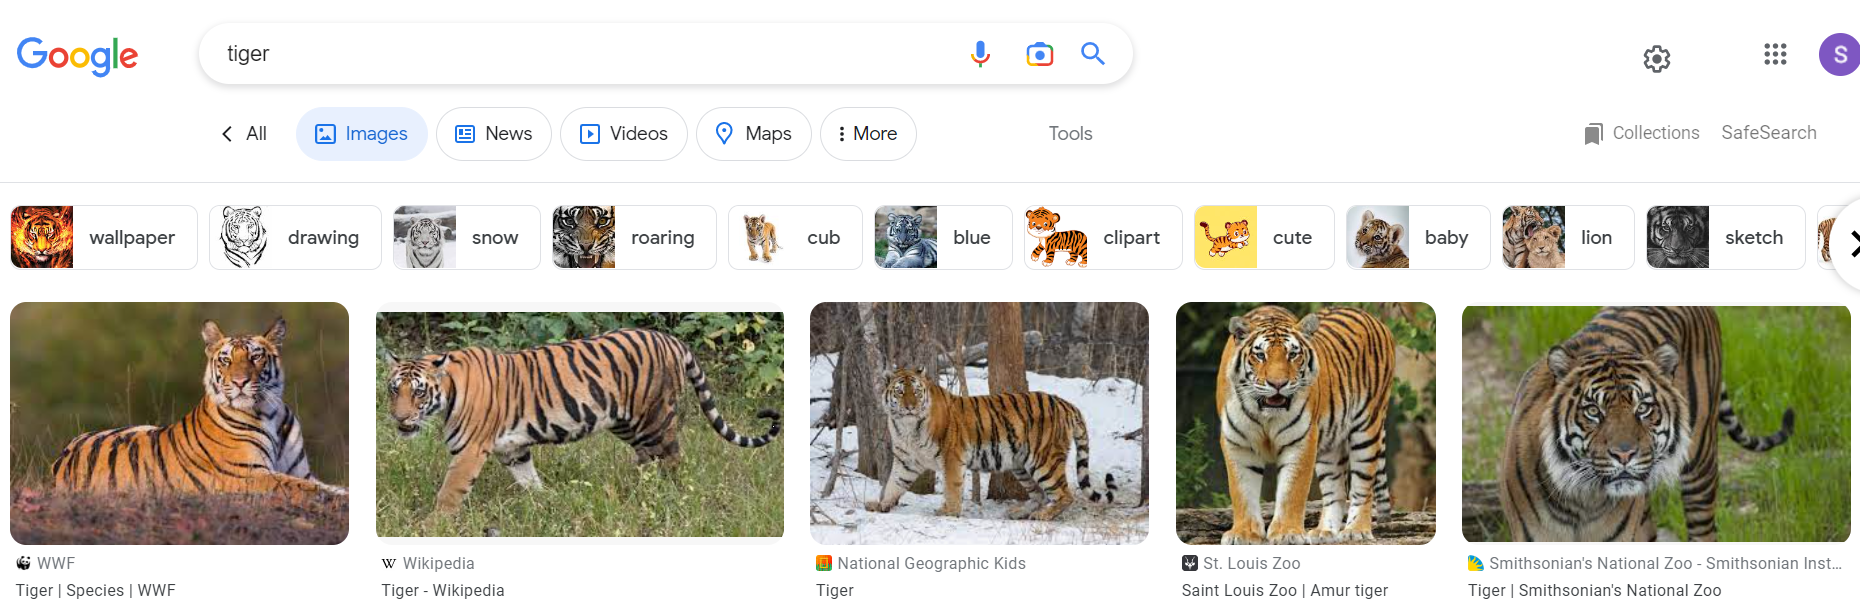 Google
tiger
S
All
Images
News
Videos
Maps
More
Tools
Collections
SafeSearch
wallpaper
drawing
snow
roaring
cub
blue
clipart
cute
baby
lion
sketch
WWF
Tiger | Species | WWF
W Wikipedia
Tiger - Wikipedia
National Geographic Kids
Tiger
St. Louis Zoo
Saint Louis Zoo | Amur tiger
Smithsonian's National Zoo - Smithsonian Inst...
Tiger | Smithsonian's National Zoo